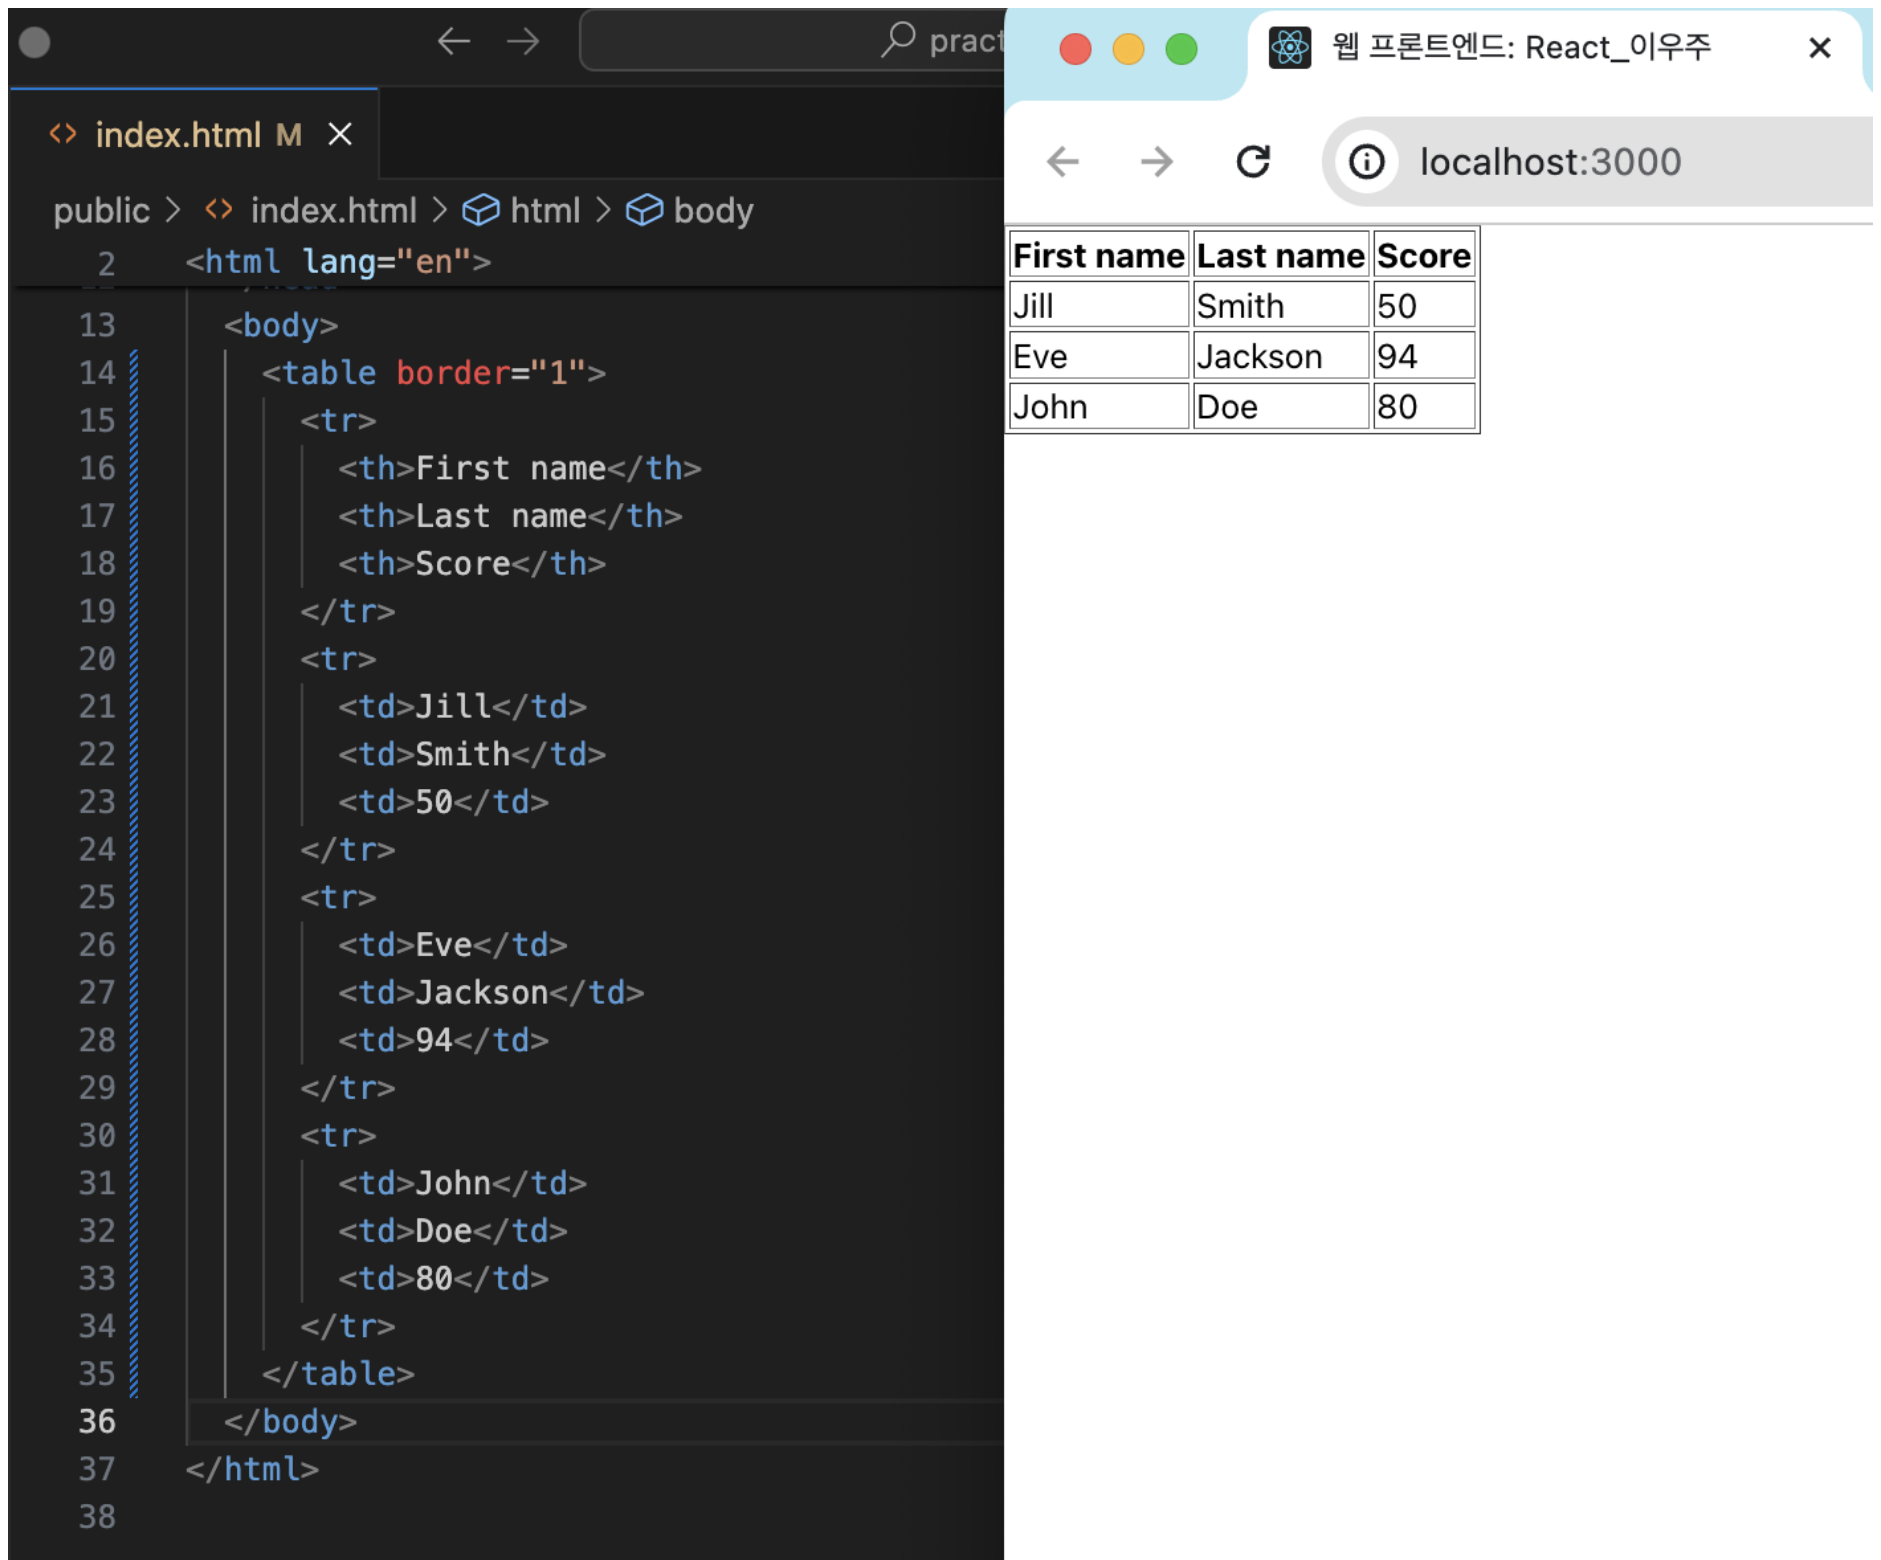 pract
index.html M
public > index.html > html > body
2 <html lang="en">
13 <body>
14 <table border="1">
15 <tr>
16 <th>First name</th>
17 <th>Last name</th>
18 <th>Score</th>
19 </tr>
20 <tr>
21 <td>Jill</td>
22 <td>Smith</td>
23 <td>50</td>
24 </tr>
25 <tr>
26 <td>Eve</td>
27 <td>Jackson</td>
28 <td>94</td>
29 </tr>
30 <tr>
31 <td>John</td>
32 <td>Doe</td>
33 <td>80</td>
34 </tr>
35 </table>
36 </body>
37 </html>
38
웹 프론트엔드: React_이우주
localhost:3000
First name Last name Score
Jill Smith 50
Eve Jackson 94
John Doe 80